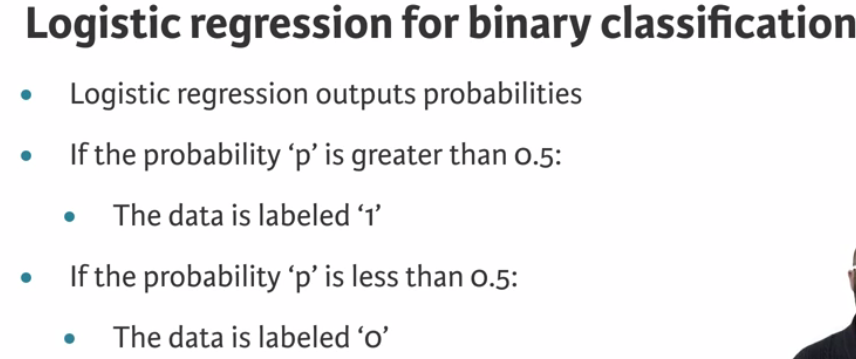 Logistic regression for binary classification
• Logistic regression outputs probabilities
• If the probability ‘p’ is greater than 0.5:
• The data is labeled ‘1’
• If the probability ‘p’ is less than 0.5:
• The data is labeled ‘0’